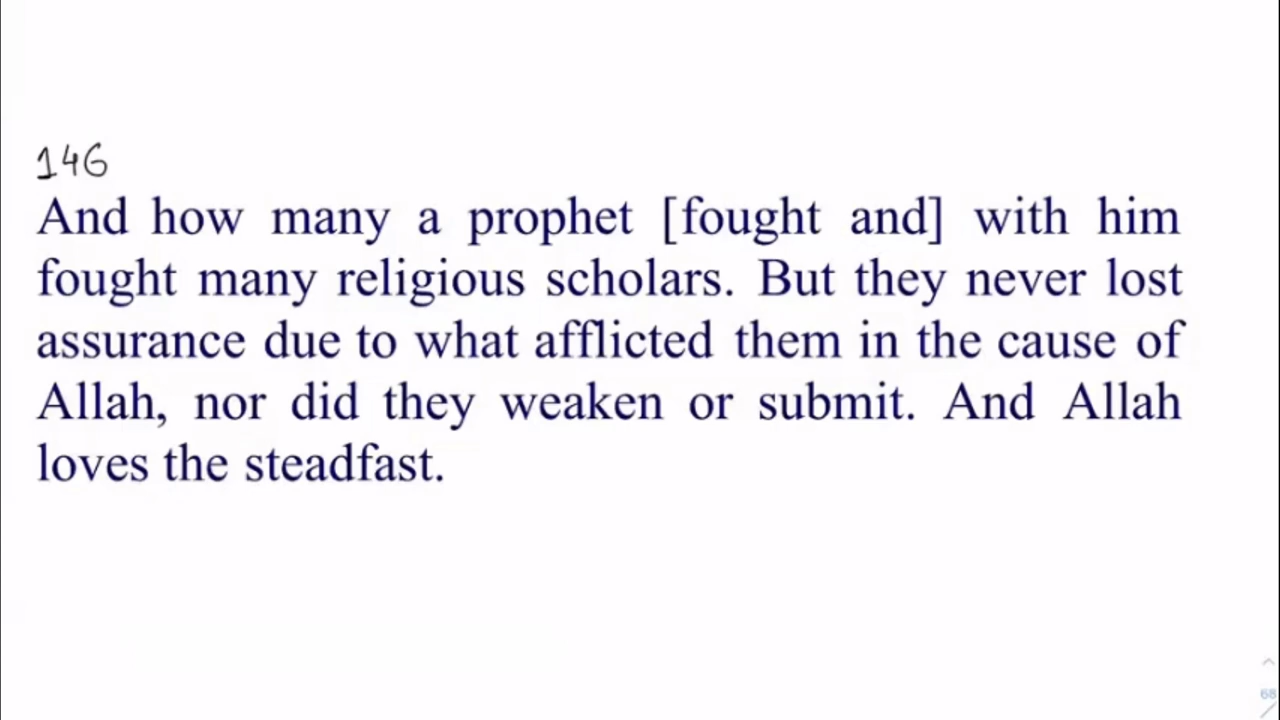 146
And how many a prophet [fought and] with him
fought many religious scholars. But they never lost
assurance due to what afflicted them in the cause of
Allah, nor did they weaken or submit. And Allah
loves the steadfast.
68